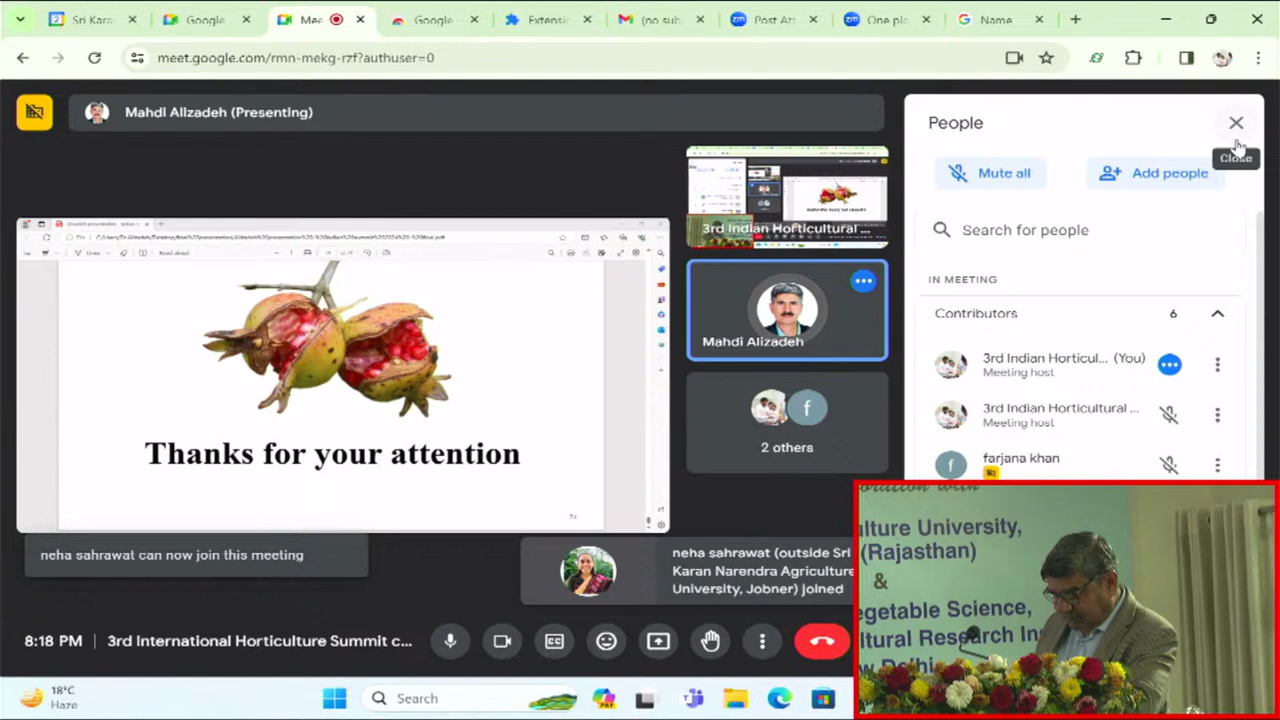 Sri Kara
Google
Mee
Google
Extensi
(no sub
Post Att
One pla
Name
meet.google.com/rmn-mekg-rzf?authuser=0
Mahdi Alizadeh (Presenting)
People
Close
Mute all
Add people
Search for people
IN MEETING
Contributors 6
3rd Indian Horticul... (You)
Meeting host
3rd Indian Horticultural ...
Meeting host
farjana khan
3rd Indian Horticultural ...
Mahdi Alizadeh
f
2 others
Thanks for your attention
neha sahrawat can now join this meeting
neha sahrawat (outside Sri
Karan Narendra Agriculture
University, Jobner) joined
8:18 PM | 3rd International Horticulture Summit c...
ulture University,
(Rajasthan)
&
egetable Science,
ultural Research Ins
w Delhi
18°C
Haze
Search